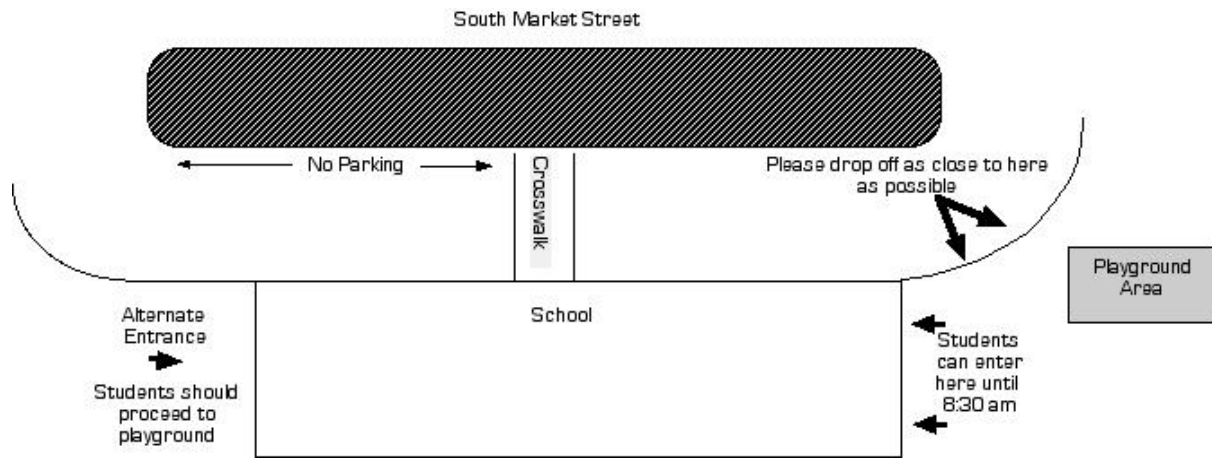 South Market Street
No Parking
Crosswalk
Please drop off as close to here
as possible
Playground
Area
Alternate
Entrance
Students should
proceed to
playground
School
Students
can enter
here until
8:30 am